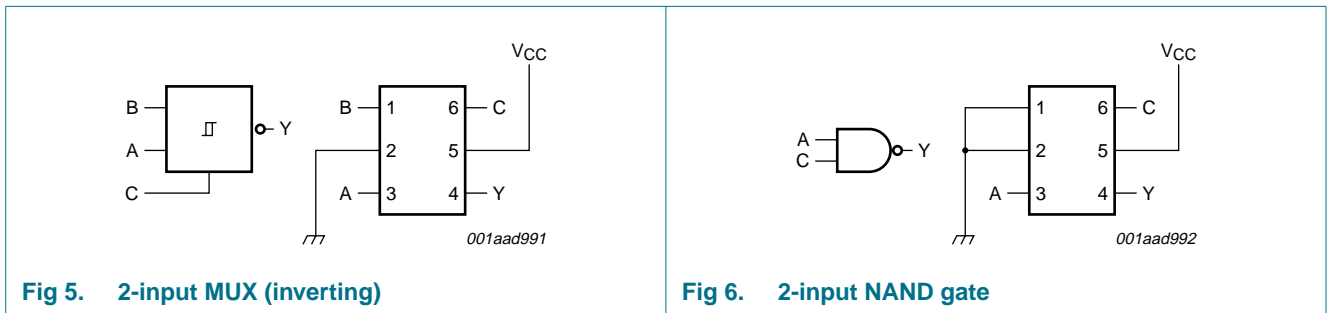 VCC
B
A
C
Y
B 1 6 C
2 5
A 3 4 Y
001aad991
Fig 5. 2-input MUX (inverting)
VCC
A
C
Y
1 6 C
2 5
A 3 4 Y
001aad992
Fig 6. 2-input NAND gate